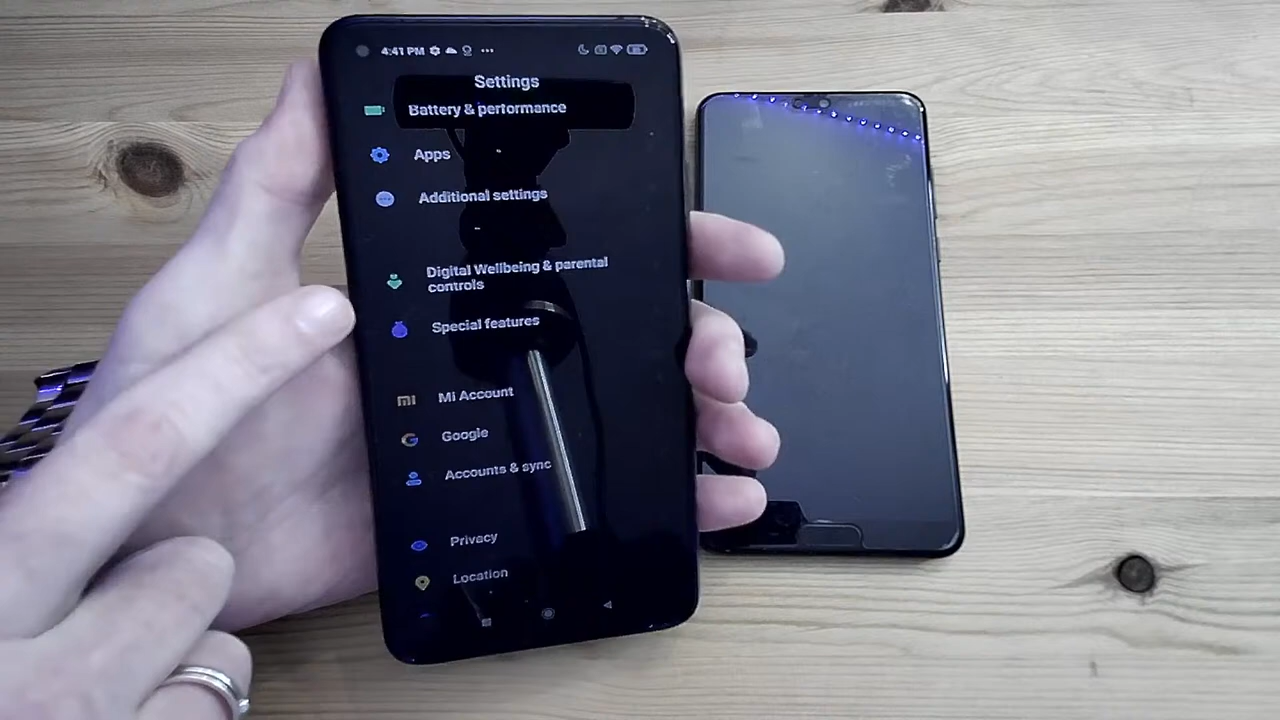 4:41 PM
Settings
Battery & performance
Apps
Additional settings
Digital Wellbeing & parental
controls
Special features
mi
Mi Account
G
Google
Accounts & sync
Privacy
Location